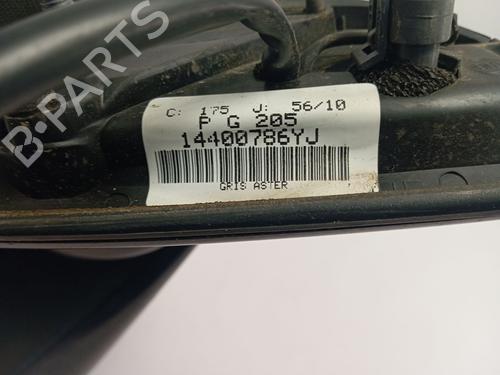 B-PARTS
C: 175 J: 56/10
P G 205
14400786YJ
GRIS ASTER